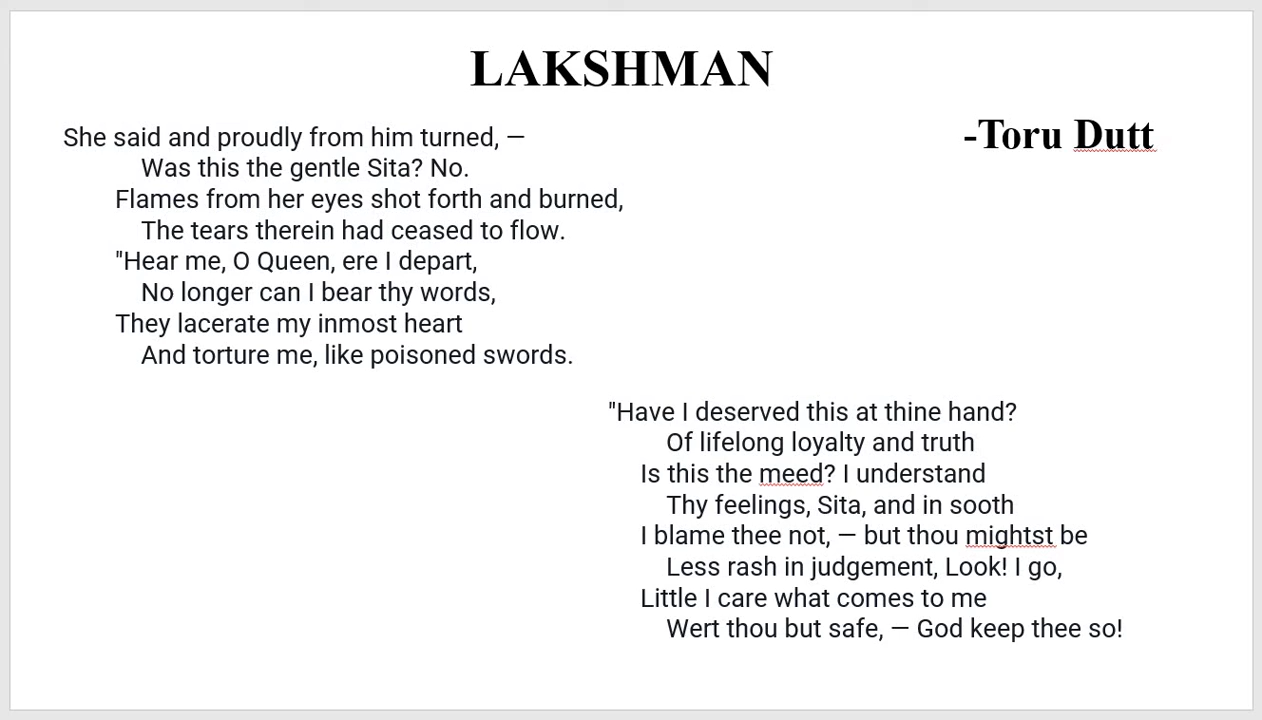 LAKSHMAN
-Toru Dutt
She said and proudly from him turned, —
Was this the gentle Sita? No.
Flames from her eyes shot forth and burned,
The tears therein had ceased to flow.
"Hear me, O Queen, ere I depart,
No longer can I bear thy words,
They lacerate my inmost heart
And torture me, like poisoned swords.
"Have I deserved this at thine hand?
Of lifelong loyalty and truth
Is this the meed? I understand
Thy feelings, Sita, and in sooth
I blame thee not, — but thou mightst be
Less rash in judgement, Look! I go,
Little I care what comes to me
Wert thou but safe, — God keep thee so!